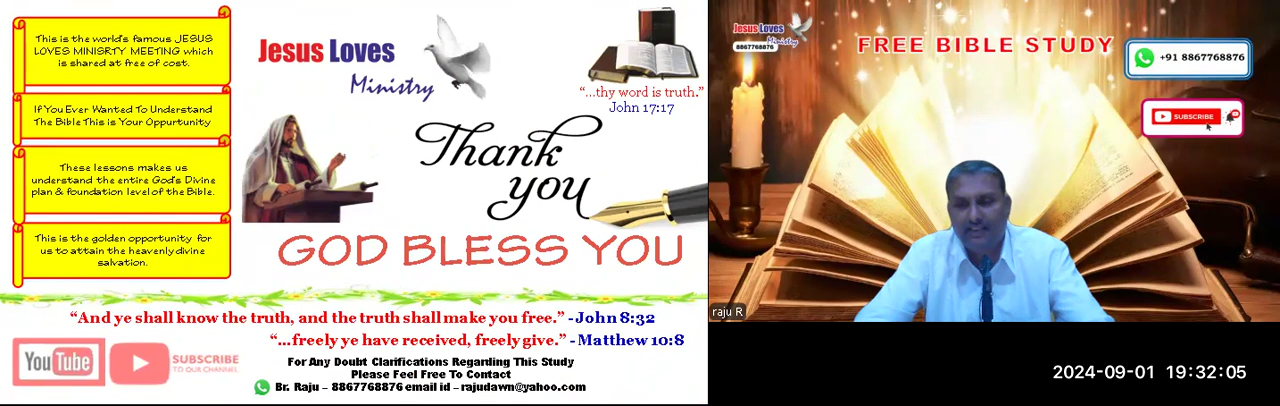 This is the world's famous JESUS
LOVES MINISRTY MEETING which
is shared at free of cost.
If You Ever Wanted To Understand
The Bible This is Your Oppurtunity
These lessons makes us
understand the entire God's Divine
plan & foundation level of the Bible.
This is the golden opportunity for
us to attain the heavenly divine
salvation.
Jesus Loves
Ministry
“...thy word is truth.”
John 17:17
Thank
you
GOD BLESS YOU
“And ye shall know the truth, and the truth shall make you free.” - John 8:32
“...freely ye have received, freely give.” - Matthew 10:8
You Tube
SUBSCRIBE
TO OUR CHANNEL
For Any Doubt Clarifications Regarding This Study
Please Feel Free To Contact
Br. Raju – 8867768876 email id – rajudawn@yahoo.com
Jesus Loves
Ministry
8867768876
FREE BIBLE STUDY
+91 8867768876
SUBSCRIBE
raju R
2024-09-01 19:32:05